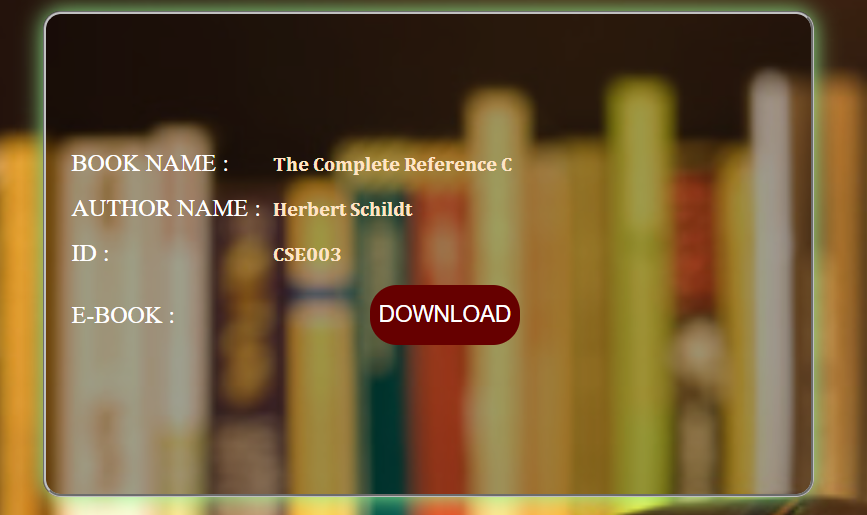 BOOK NAME : The Complete Reference C
AUTHOR NAME : Herbert Schildt
ID : CSE003
E-BOOK : DOWNLOAD